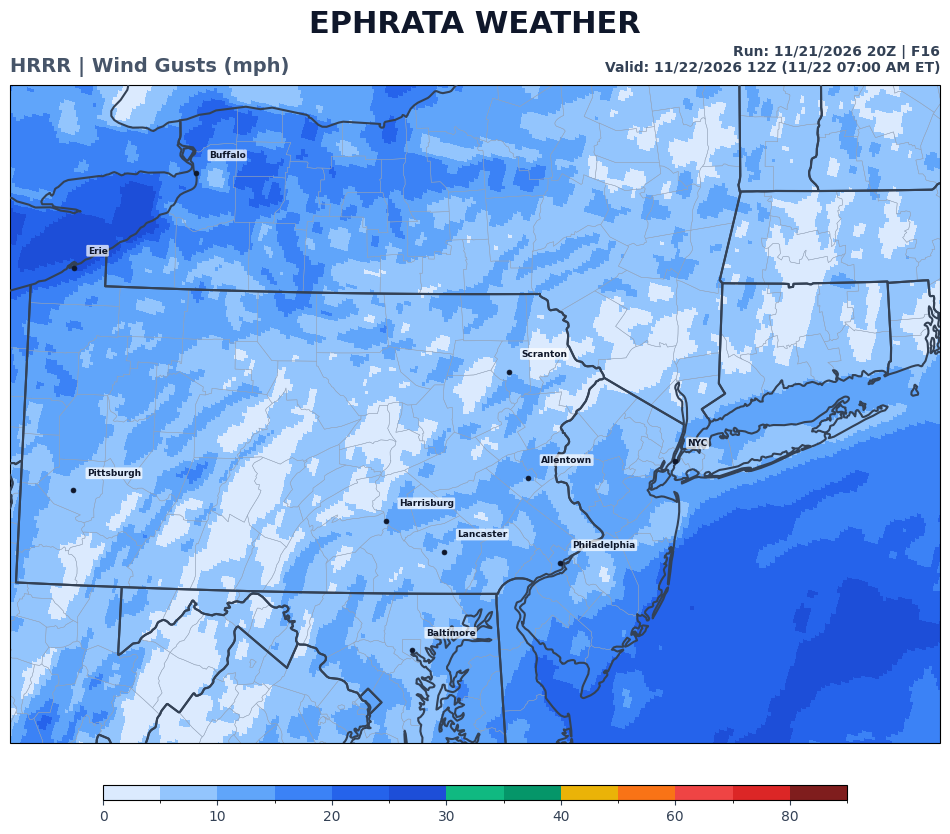 EPHRATA WEATHER
HRRR | Wind Gusts (mph)
Run: 11/21/2026 20Z | F16
Valid: 11/22/2026 12Z (11/22 07:00 AM ET)
Buffalo
Erie
Scranton
NYC
Allentown
Pittsburgh
Harrisburg
Lancaster
Philadelphia
Baltimore
0 10 20 30 40 50 60 70 80